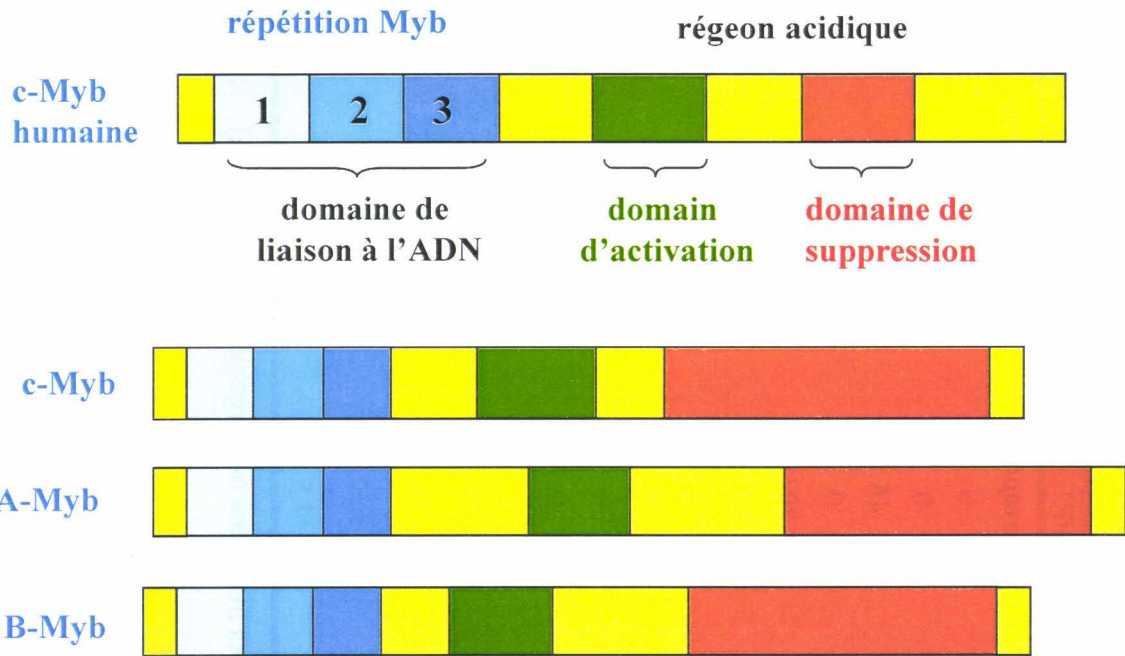 répétition Myb
régeon acidique
c-Myb
humaine
1 2 3
domaine de
liaison à l'ADN
domain
d'activation
domaine de
suppression
c-Myb
A-Myb
B-Myb